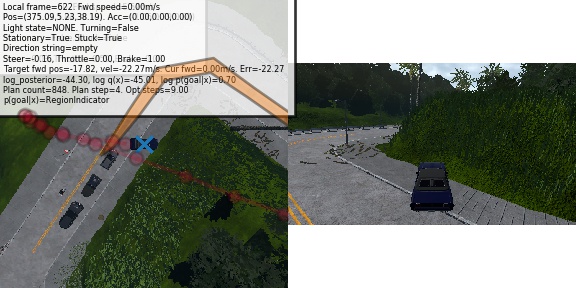 Local frame=622. Fwd speed=0.00m/s
Pos=(375.09,5.23,38.19). Acc=(0.00,0.00,0.00)
Light state=NONE. Turning=False
Stationary=True. Stuck=True
Direction string=empty
Steer=-0.16, Throttle=0.00, Brake=1.00
Target fwd pos=-17.82, vel=-22.27m/s. Cur fwd=0.00m/s, Err=-22.27
log_posterior=-44.30, log q(x)=-45.01, log p(goal|x)=0.70
Plan count=848. Plan step=4. Opt steps=9.00
p(goal|x)=RegionIndicator